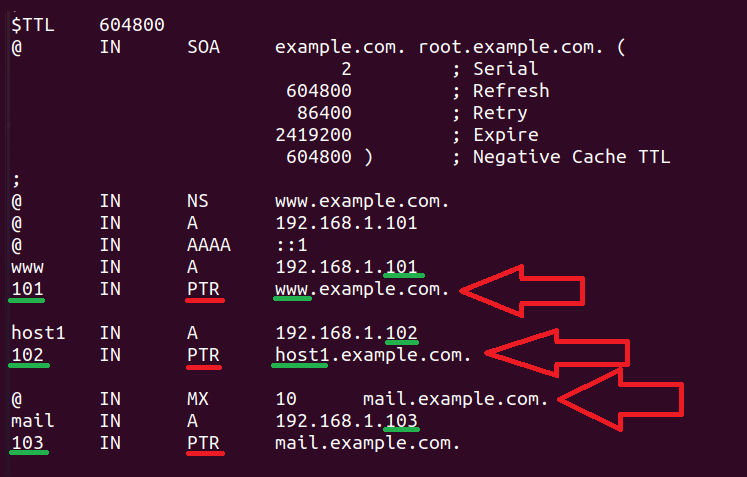 $TTL 604800
@ IN SOA example.com. root.example.com. (
2 ; Serial
604800 ; Refresh
86400 ; Retry
2419200 ; Expire
604800 ) ; Negative Cache TTL
;
@ IN NS www.example.com.
@ IN A 192.168.1.101
@ IN AAAA ::1
www IN A 192.168.1.101
101 IN PTR www.example.com.
host1 IN A 192.168.1.102
102 IN PTR host1.example.com.
@ IN MX 10 mail.example.com.
mail IN A 192.168.1.103
103 IN PTR mail.example.com.